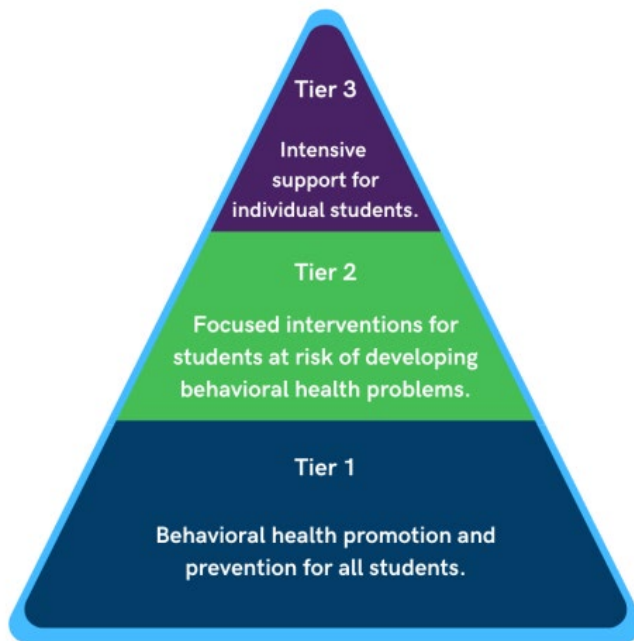 Tier 3
Intensive
support for
individual students.
Tier 2
Focused interventions for
students at risk of developing
behavioral health problems.
Tier 1
Behavioral health promotion and
prevention for all students.